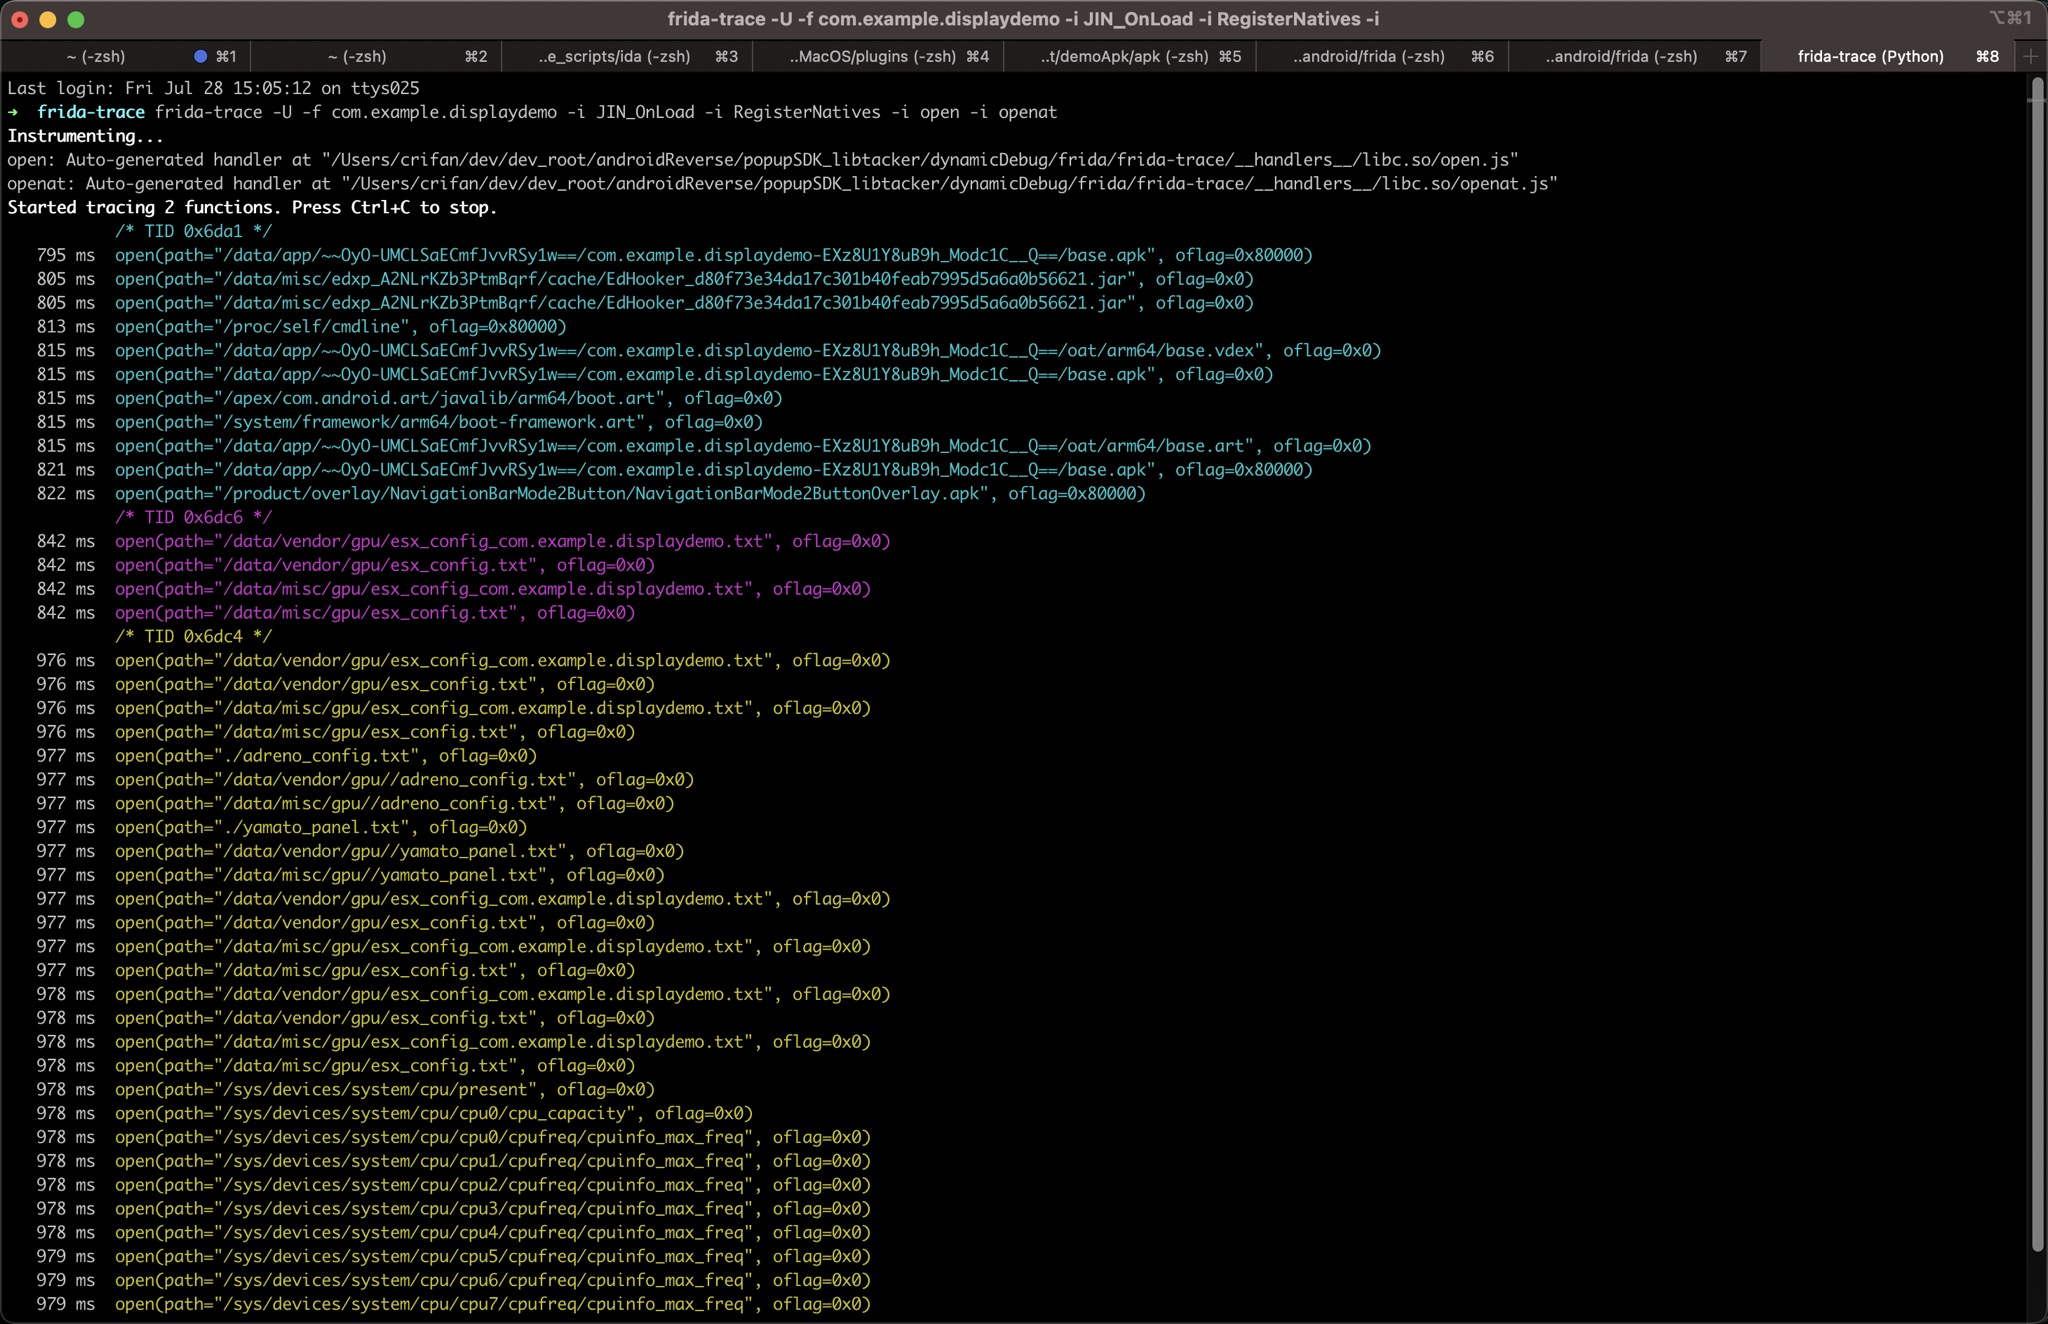 frida-trace -U -f com.example.displaydemo -i JIN_OnLoad -i RegisterNatives -i
⌥⌘1
~ (-zsh) ⌘1 ~ (-zsh) ⌘2 ..e_scripts/ida (-zsh) ⌘3 ..MacOS/plugins (-zsh) ⌘4 ..t/demoApk/apk (-zsh) ⌘5 ..android/frida (-zsh) ⌘6 ..android/frida (-zsh) ⌘7 frida-trace (Python) ⌘8
Last login: Fri Jul 28 15:05:12 on ttys025
➜ frida-trace frida-trace -U -f com.example.displaydemo -i JIN_OnLoad -i RegisterNatives -i open -i openat
Instrumenting...
open: Auto-generated handler at "/Users/crifan/dev/dev_root/androidReverse/popupSDK_libtacker/dynamicDebug/frida/frida-trace/__handlers__/libc.so/open.js"
openat: Auto-generated handler at "/Users/crifan/dev/dev_root/androidReverse/popupSDK_libtacker/dynamicDebug/frida/frida-trace/__handlers__/libc.so/openat.js"
Started tracing 2 functions. Press Ctrl+C to stop.
/* TID 0x6da1 */
795 ms open(path="/data/app/~~OyO-UMCLSaECmfJvvRSy1w==/com.example.displaydemo-EXz8U1Y8uB9h_Modc1C__Q==/base.apk", oflag=0x80000)
805 ms open(path="/data/misc/edxp_A2NLrKZb3PtmBqrf/cache/EdHooker_d80f73e34da17c301b40feab7995d5a6a0b56621.jar", oflag=0x0)
805 ms open(path="/data/misc/edxp_A2NLrKZb3PtmBqrf/cache/EdHooker_d80f73e34da17c301b40feab7995d5a6a0b56621.jar", oflag=0x0)
813 ms open(path="/proc/self/cmdline", oflag=0x80000)
815 ms open(path="/data/app/~~OyO-UMCLSaECmfJvvRSy1w==/com.example.displaydemo-EXz8U1Y8uB9h_Modc1C__Q==/oat/arm64/base.vdex", oflag=0x0)
815 ms open(path="/data/app/~~OyO-UMCLSaECmfJvvRSy1w==/com.example.displaydemo-EXz8U1Y8uB9h_Modc1C__Q==/base.apk", oflag=0x0)
815 ms open(path="/apex/com.android.art/javalib/arm64/boot.art", oflag=0x0)
815 ms open(path="/system/framework/arm64/boot-framework.art", oflag=0x0)
815 ms open(path="/data/app/~~OyO-UMCLSaECmfJvvRSy1w==/com.example.displaydemo-EXz8U1Y8uB9h_Modc1C__Q==/oat/arm64/base.art", oflag=0x0)
821 ms open(path="/data/app/~~OyO-UMCLSaECmfJvvRSy1w==/com.example.displaydemo-EXz8U1Y8uB9h_Modc1C__Q==/base.apk", oflag=0x80000)
822 ms open(path="/product/overlay/NavigationBarMode2Button/NavigationBarMode2ButtonOverlay.apk", oflag=0x80000)
/* TID 0x6dc6 */
842 ms open(path="/data/vendor/gpu/esx_config_com.example.displaydemo.txt", oflag=0x0)
842 ms open(path="/data/vendor/gpu/esx_config.txt", oflag=0x0)
842 ms open(path="/data/misc/gpu/esx_config_com.example.displaydemo.txt", oflag=0x0)
842 ms open(path="/data/misc/gpu/esx_config.txt", oflag=0x0)
/* TID 0x6dc4 */
976 ms open(path="/data/vendor/gpu/esx_config_com.example.displaydemo.txt", oflag=0x0)
976 ms open(path="/data/vendor/gpu/esx_config.txt", oflag=0x0)
976 ms open(path="/data/misc/gpu/esx_config_com.example.displaydemo.txt", oflag=0x0)
976 ms open(path="/data/misc/gpu/esx_config.txt", oflag=0x0)
977 ms open(path="./adreno_config.txt", oflag=0x0)
977 ms open(path="/data/vendor/gpu//adreno_config.txt", oflag=0x0)
977 ms open(path="/data/misc/gpu//adreno_config.txt", oflag=0x0)
977 ms open(path="./yamato_panel.txt", oflag=0x0)
977 ms open(path="/data/vendor/gpu//yamato_panel.txt", oflag=0x0)
977 ms open(path="/data/misc/gpu//yamato_panel.txt", oflag=0x0)
977 ms open(path="/data/vendor/gpu/esx_config_com.example.displaydemo.txt", oflag=0x0)
977 ms open(path="/data/vendor/gpu/esx_config.txt", oflag=0x0)
977 ms open(path="/data/misc/gpu/esx_config_com.example.displaydemo.txt", oflag=0x0)
977 ms open(path="/data/misc/gpu/esx_config.txt", oflag=0x0)
978 ms open(path="/data/vendor/gpu/esx_config_com.example.displaydemo.txt", oflag=0x0)
978 ms open(path="/data/vendor/gpu/esx_config.txt", oflag=0x0)
978 ms open(path="/data/misc/gpu/esx_config_com.example.displaydemo.txt", oflag=0x0)
978 ms open(path="/data/misc/gpu/esx_config.txt", oflag=0x0)
978 ms open(path="/sys/devices/system/cpu/present", oflag=0x0)
978 ms open(path="/sys/devices/system/cpu/cpu0/cpu_capacity", oflag=0x0)
978 ms open(path="/sys/devices/system/cpu/cpu0/cpufreq/cpuinfo_max_freq", oflag=0x0)
978 ms open(path="/sys/devices/system/cpu/cpu1/cpufreq/cpuinfo_max_freq", oflag=0x0)
978 ms open(path="/sys/devices/system/cpu/cpu2/cpufreq/cpuinfo_max_freq", oflag=0x0)
978 ms open(path="/sys/devices/system/cpu/cpu3/cpufreq/cpuinfo_max_freq", oflag=0x0)
978 ms open(path="/sys/devices/system/cpu/cpu4/cpufreq/cpuinfo_max_freq", oflag=0x0)
979 ms open(path="/sys/devices/system/cpu/cpu5/cpufreq/cpuinfo_max_freq", oflag=0x0)
979 ms open(path="/sys/devices/system/cpu/cpu6/cpufreq/cpuinfo_max_freq", oflag=0x0)
979 ms open(path="/sys/devices/system/cpu/cpu7/cpufreq/cpuinfo_max_freq", oflag=0x0)